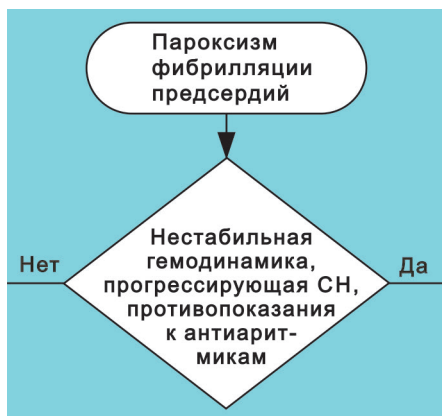 Пароксизм
фибрилляции
предсердий
Нестабильная
гемодинамика,
прогрессирующая СН,
противопоказания
к антиарит-
микам
Нет
Да